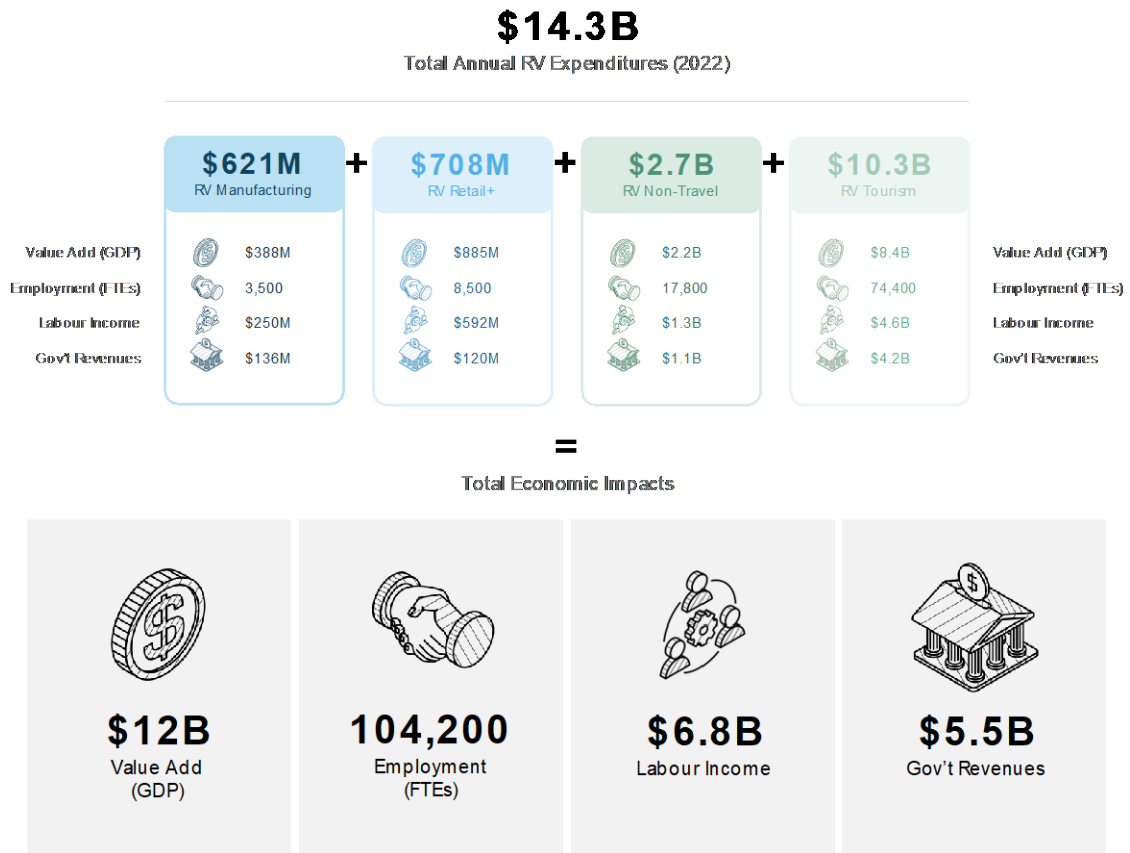 $14.3B
Total Annual RV Expenditures (2022)
$621M + $708M + $2.7B + $10.3B
RV Manufacturing RV Retail+ RV Non-Travel RV Tourism
Value Add (GDP) $388M $885M $2.2B $8.4B Value Add (GDP)
Employment (FTEs) 3,500 8,500 17,800 74,400 Employment (FTEs)
Labour Income $250M $592M $1.3B $4.6B Labour Income
Gov't Revenues $136M $120M $1.1B $4.2B Gov't Revenues
=
Total Economic Impacts
$12B 104,200 $6.8B $5.5B
Value Add Employment Labour Income Gov't Revenues
(GDP) (FTEs)